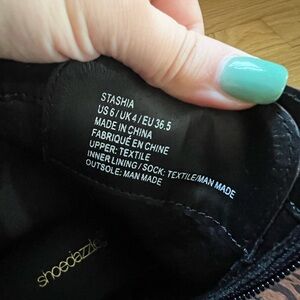 STASHIA
US 6 / UK 4 / EU 36.5
MADE IN CHINA
FABRIQUÉ EN CHINE
UPPER: TEXTILE
INNER LINING / SOCK: TEXTILE/MAN MADE
OUTSOLE: MAN MADE
shoedazzle